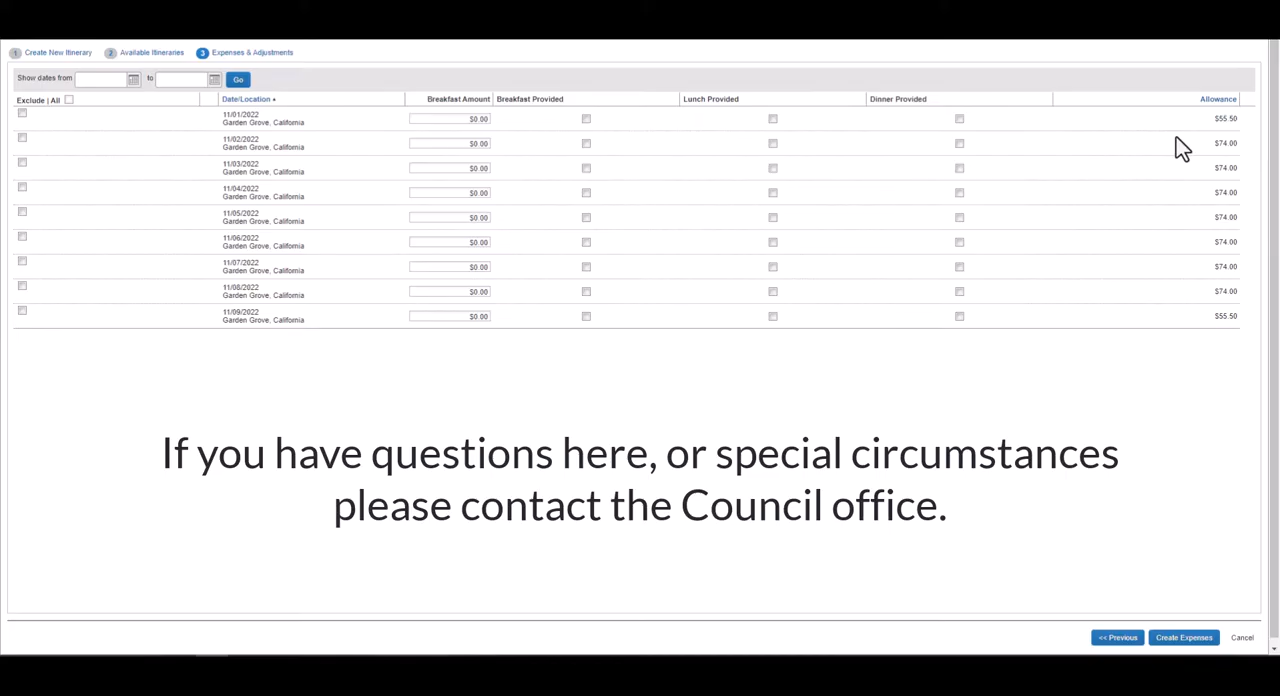 1 Create New Itinerary 2 Available Itineraries 3 Expenses & Adjustments
Show dates from to Go
Exclude | All Date/Location Breakfast Amount Breakfast Provided Lunch Provided Dinner Provided Allowance
11/01/2022
Garden Grove, California $0.00 $55.50
11/02/2022
Garden Grove, California $0.00 $74.00
11/03/2022
Garden Grove, California $0.00 $74.00
11/04/2022
Garden Grove, California $0.00 $74.00
11/05/2022
Garden Grove, California $0.00 $74.00
11/06/2022
Garden Grove, California $0.00 $74.00
11/07/2022
Garden Grove, California $0.00 $74.00
11/08/2022
Garden Grove, California $0.00 $74.00
11/09/2022
Garden Grove, California $0.00 $55.50
If you have questions here, or special circumstances
please contact the Council office.
<< Previous Create Expenses Cancel